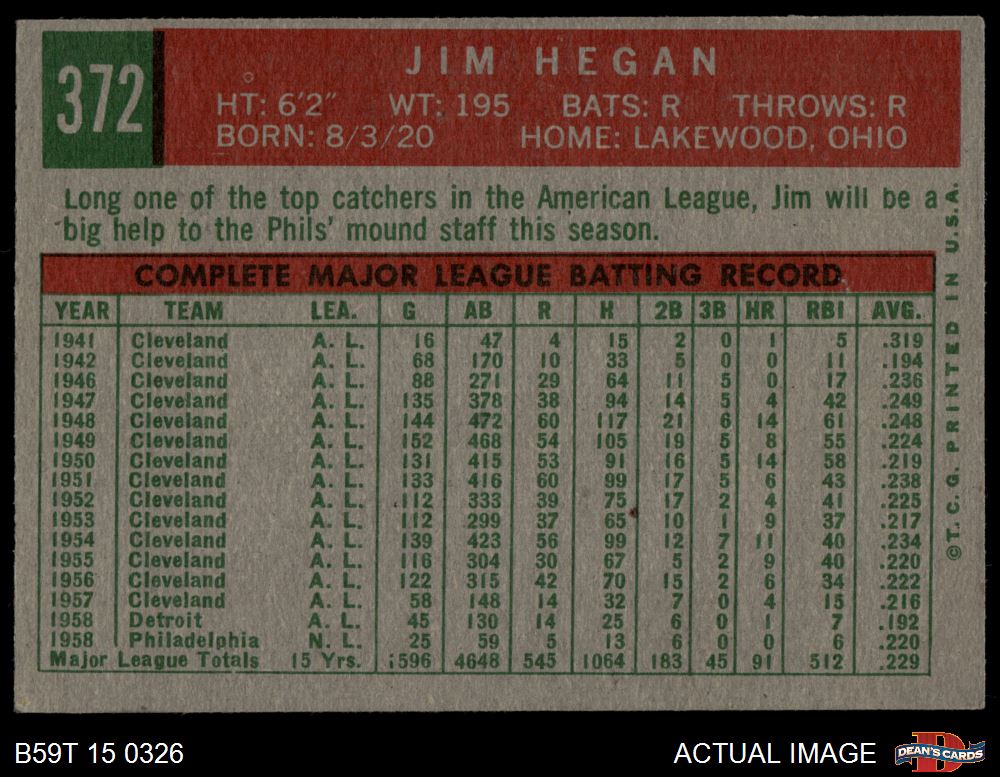 372
JIM HEGAN
HT: 6'2" WT: 195 BATS: R THROWS: R
BORN: 8/3/20 HOME: LAKEWOOD, OHIO
Long one of the top catchers in the American League, Jim will be a
big help to the Phils' mound staff this season.
COMPLETE MAJOR LEAGUE BATTING RECORD
YEAR TEAM LEA. G AB R H 2B 3B HR RBI AVG.
1941 Cleveland A. L. 16 47 4 15 2 0 1 5 .319
1942 Cleveland A. L. 68 170 10 33 5 0 0 11 .194
1946 Cleveland A. L. 88 271 29 64 11 5 0 17 .236
1947 Cleveland A. L. 135 378 38 94 14 5 4 42 .249
1948 Cleveland A. L. 144 472 60 117 21 6 14 61 .248
1949 Cleveland A. L. 152 468 54 105 19 5 8 55 .224
1950 Cleveland A. L. 131 415 53 91 16 5 14 58 .219
1951 Cleveland A. L. 133 416 60 99 17 5 6 43 .238
1952 Cleveland A. L. 112 333 39 75 17 2 4 41 .225
1953 Cleveland A. L. 112 299 37 65 10 1 9 37 .217
1954 Cleveland A. L. 139 423 56 99 12 7 11 40 .234
1955 Cleveland A. L. 116 304 30 67 5 2 9 40 .220
1956 Cleveland A. L. 122 315 42 70 15 2 6 34 .222
1957 Cleveland A. L. 58 148 14 32 7 0 4 15 .216
1958 Detroit A. L. 45 130 14 25 6 0 1 7 .192
1958 Philadelphia N. L. 25 59 5 13 6 0 0 6 .220
Major League Totals 15 Yrs. 1596 4648 545 1064 183 45 91 512 .229
©T. C. G. PRINTED IN U.S.A.
B59T 15 0326
ACTUAL IMAGE
D
DEAN'S CARDS